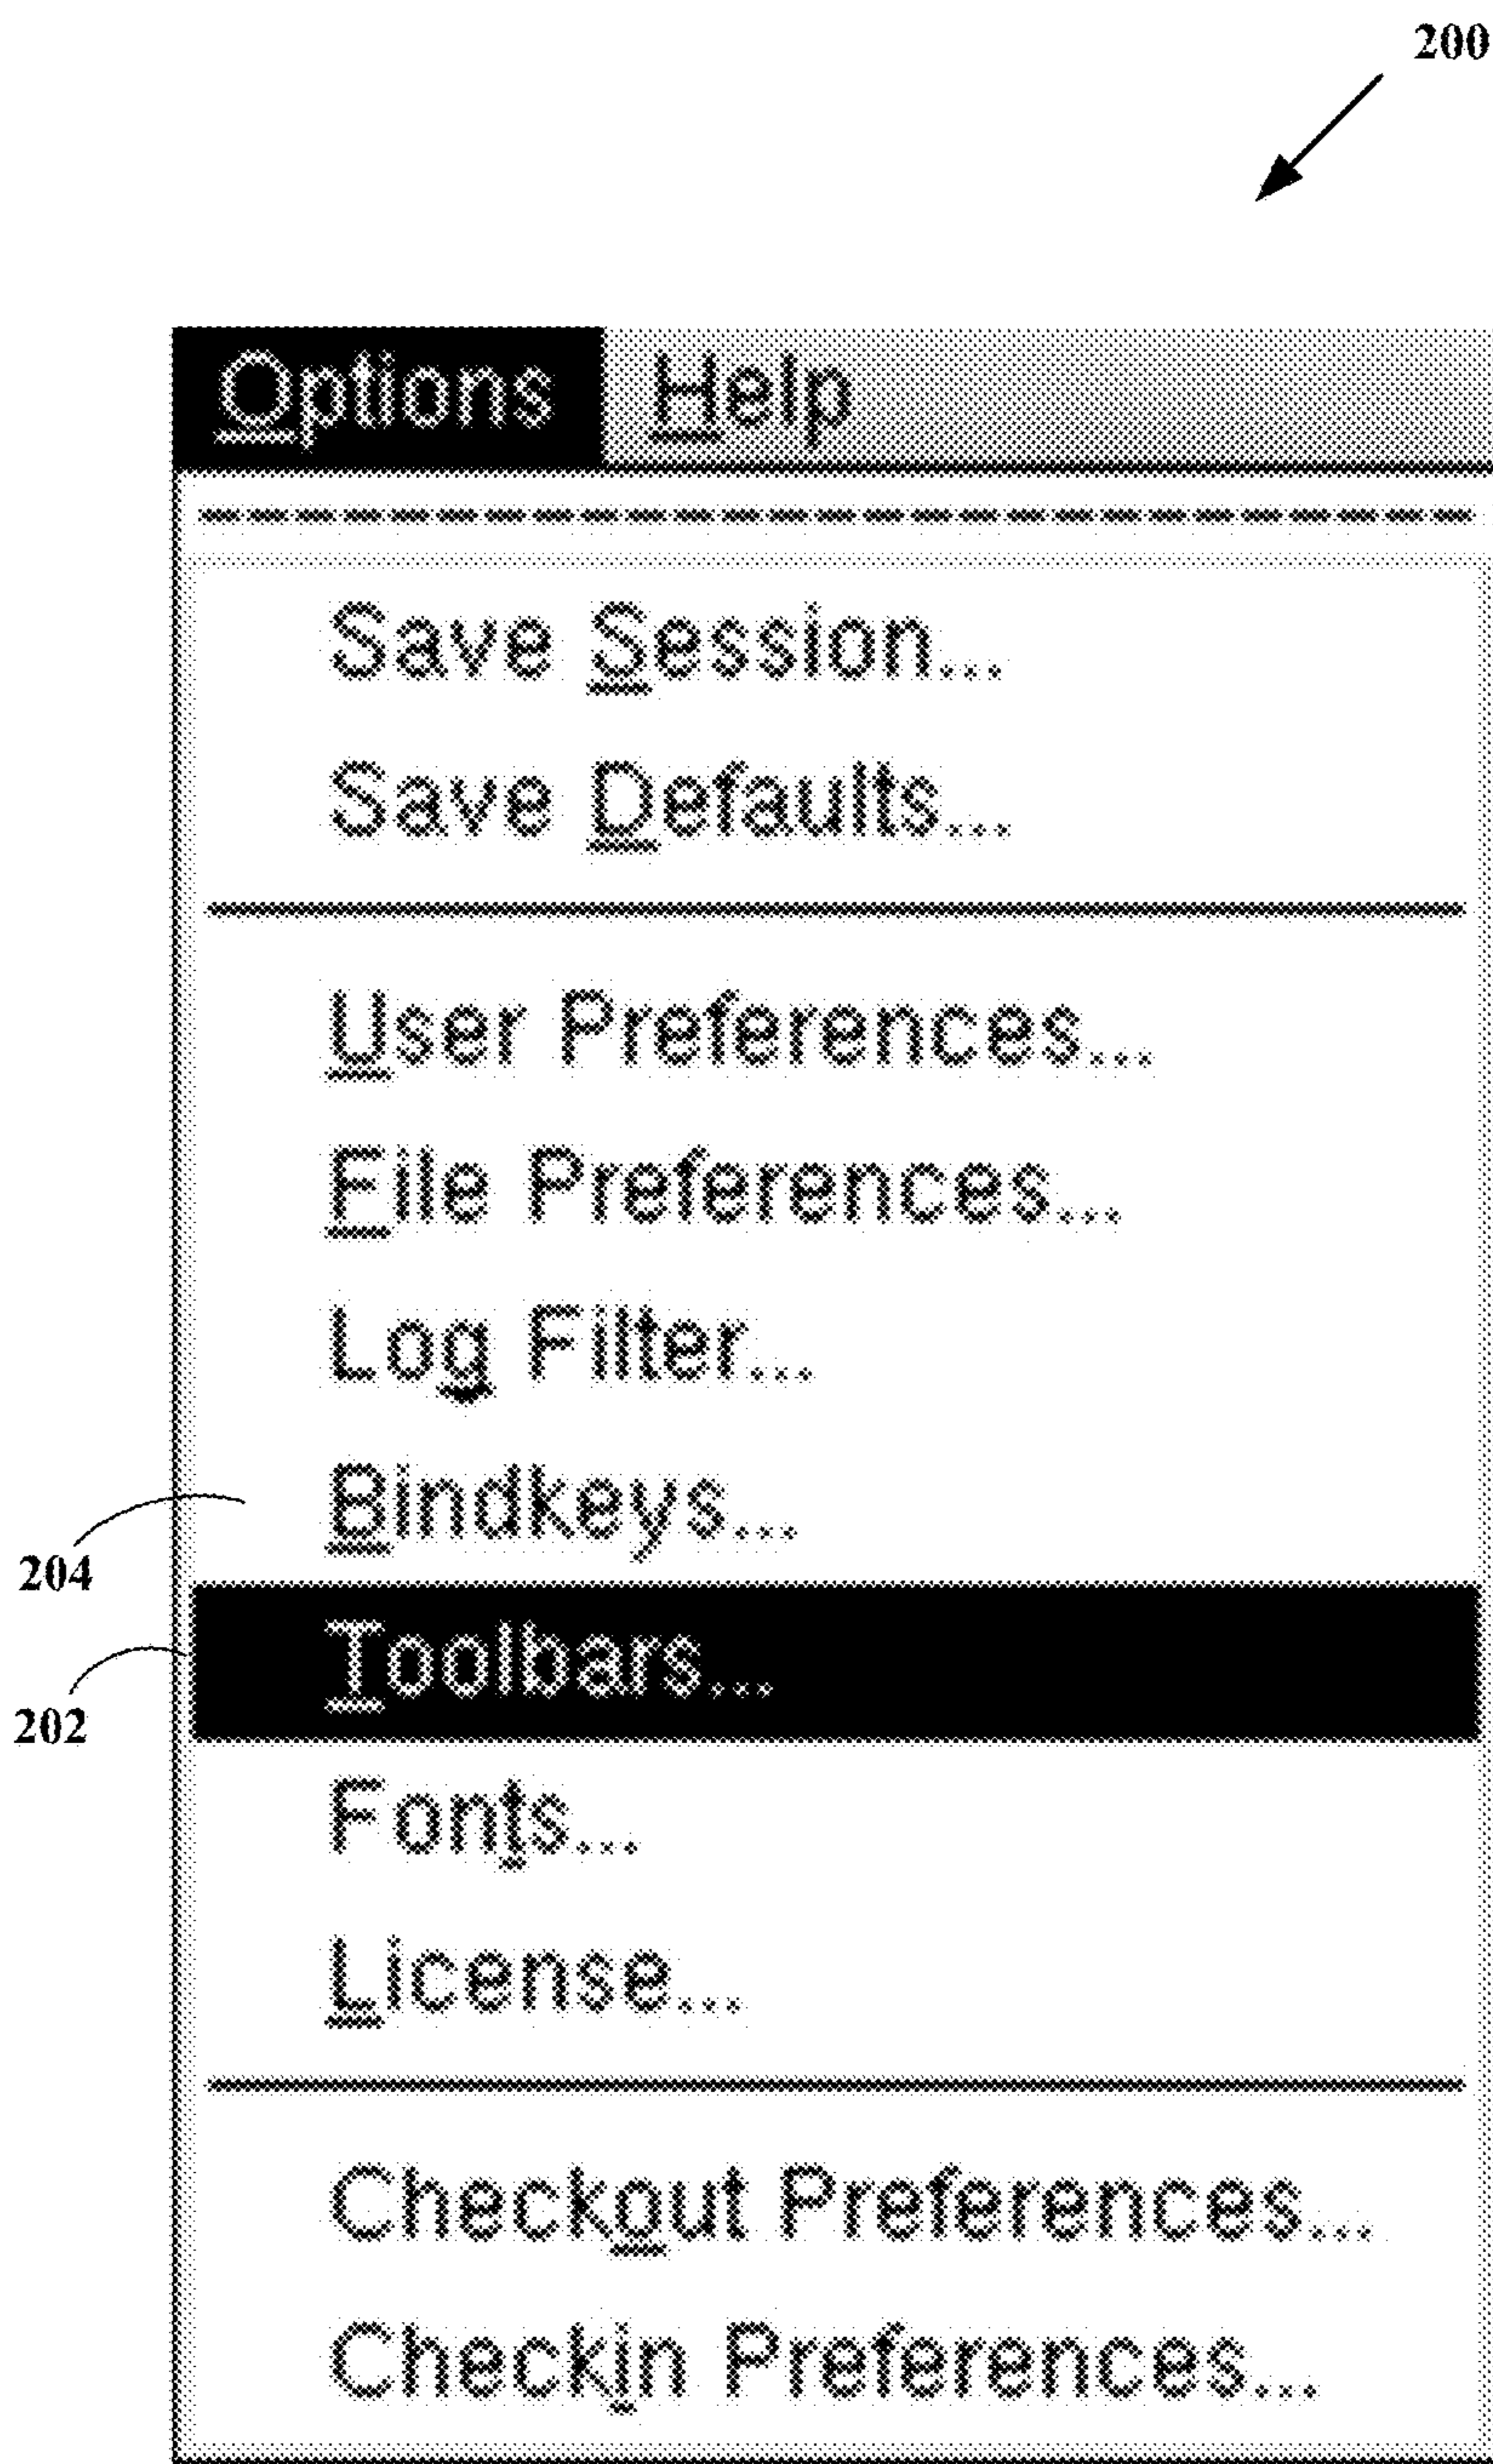 200
Options Help
Save Session...
Save Defaults...
User Preferences...
File Preferences...
Log Filter...
Bindkeys...
204
Toolbars...
202
Fonts...
License...
Checkout Preferences...
Checkin Preferences...